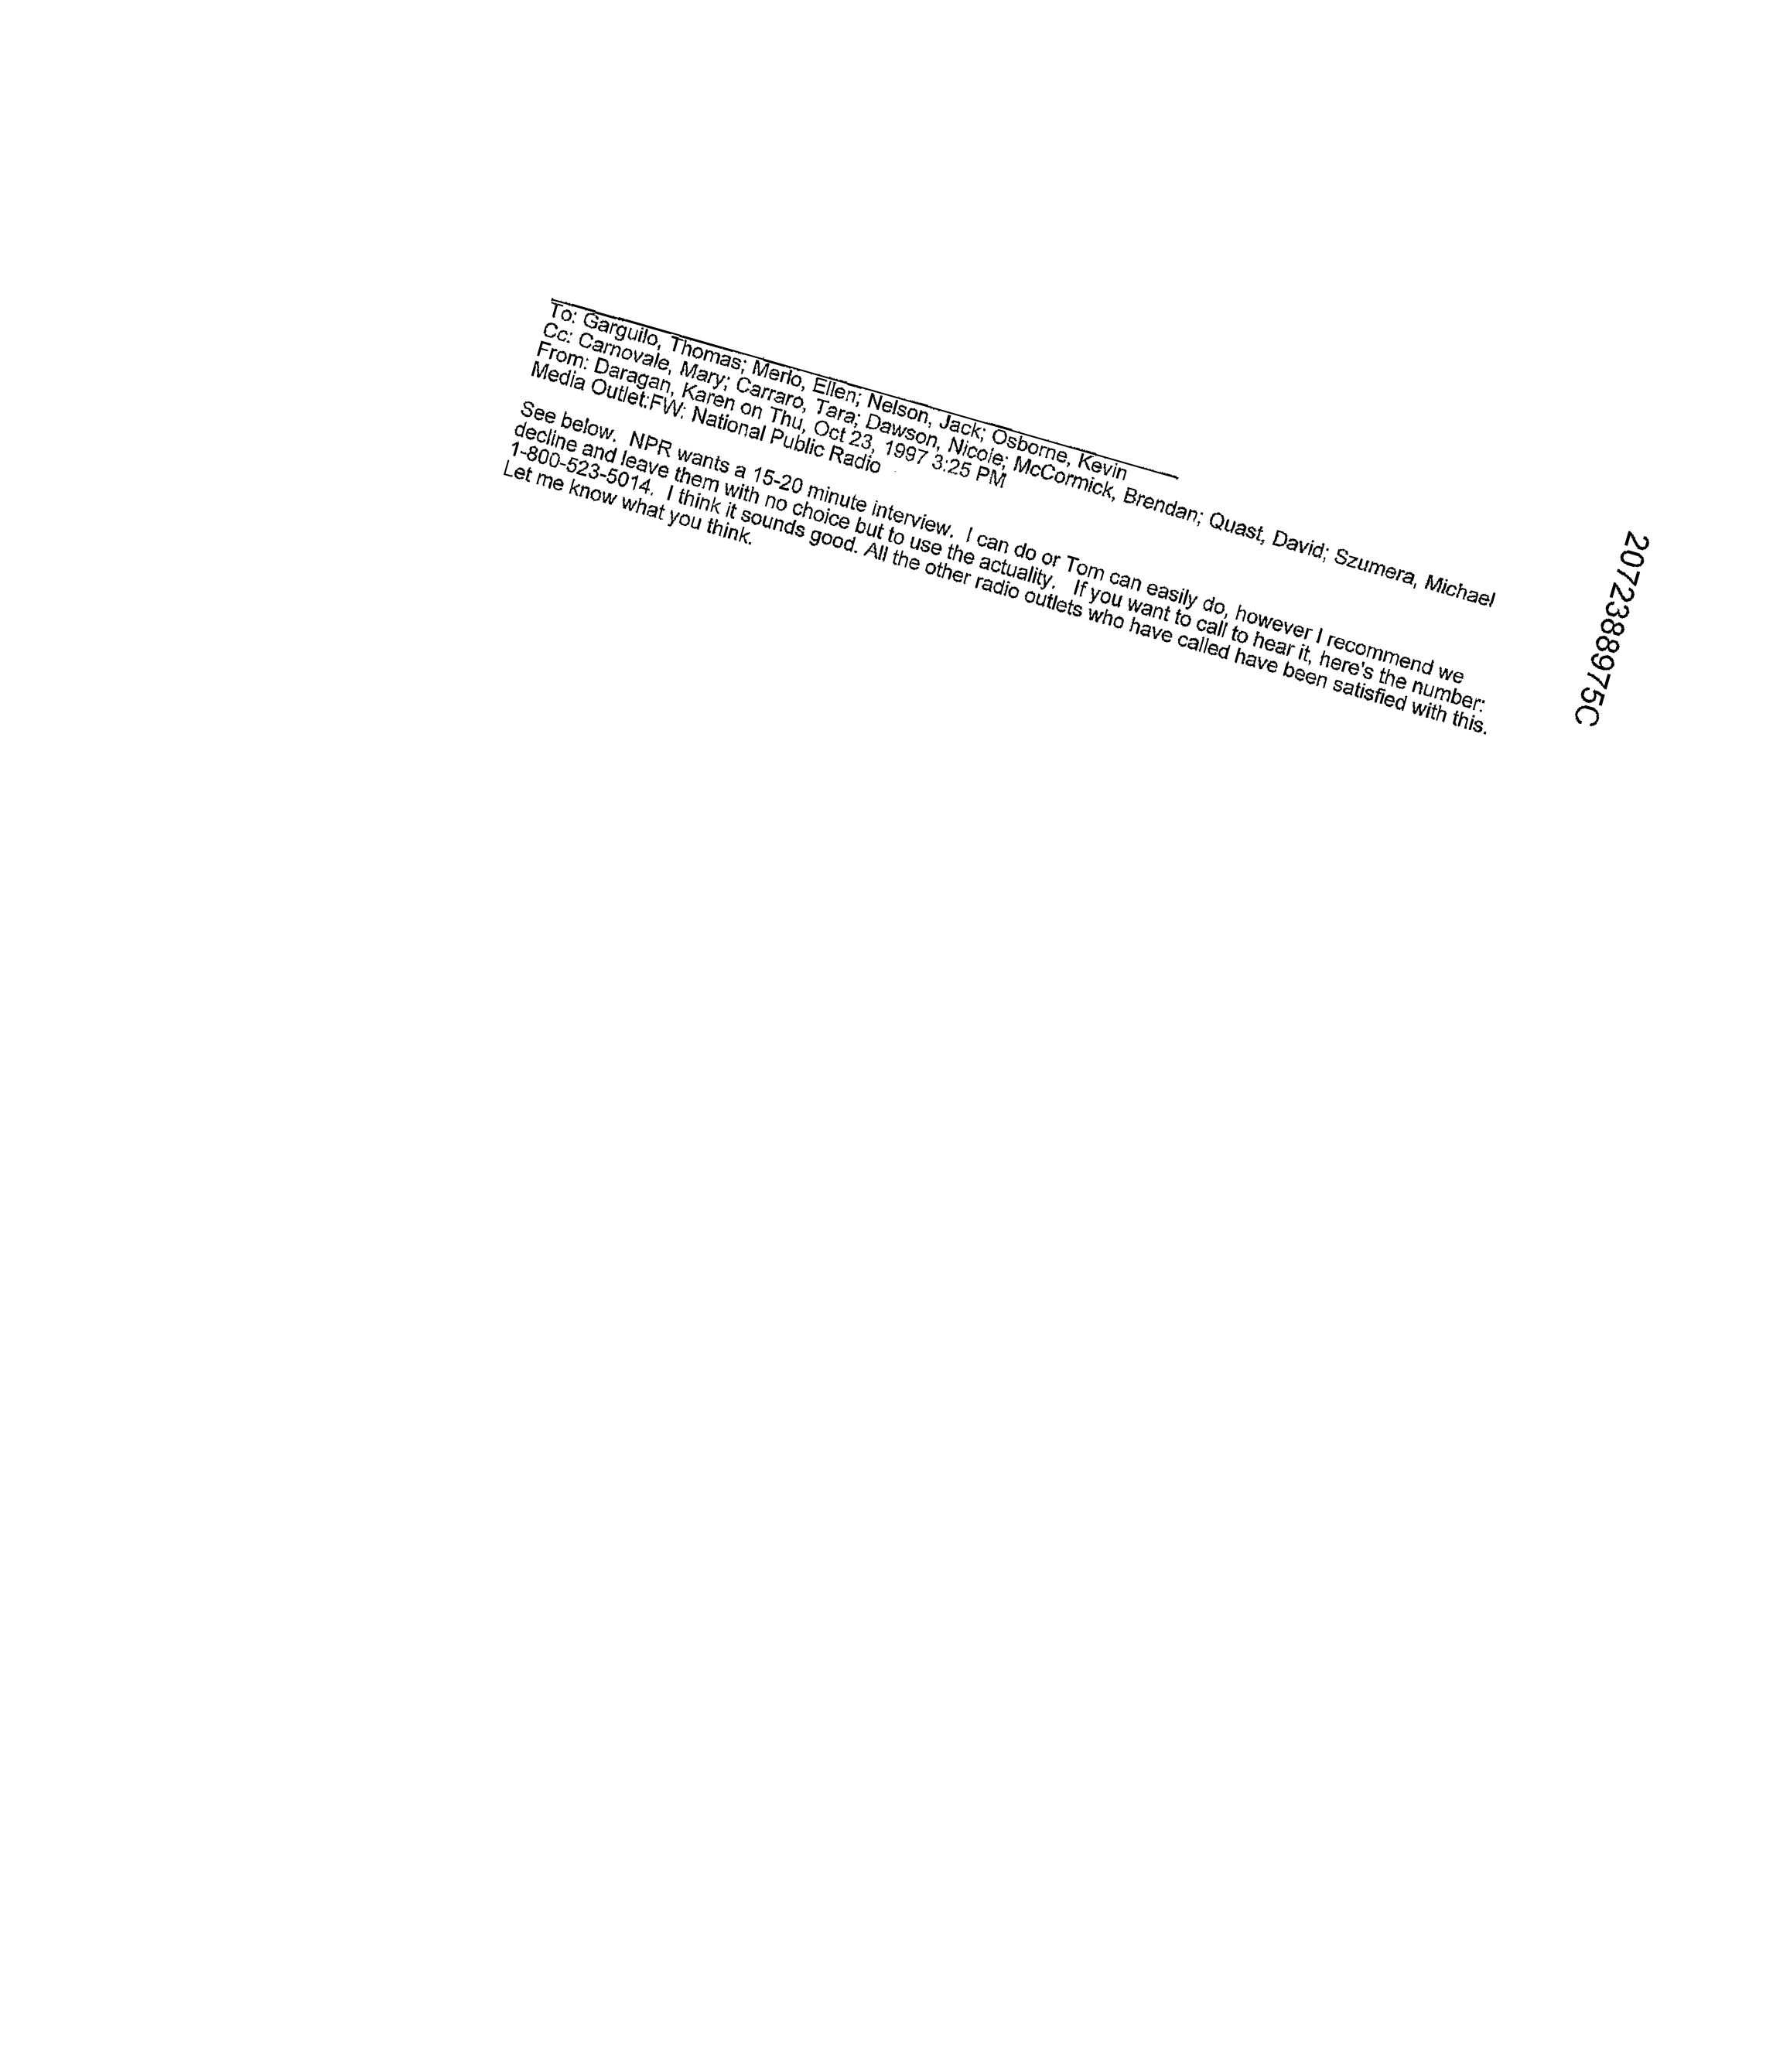 To: Garguilo, Thomas; Merlo, Ellen; Nelson, Jack; Osborne, Kevin
Cc: Carnovale, Mary; Carraro, Tara; Dawson, Nicole; McCormick, Brendan; Quast, David; Szumera, Michael
From: Daragan, Karen on Thu, Oct 23, 1997 3:25 PM
Media Outlet:FW: National Public Radio
See below.  NPR wants a 15-20 minute interview.  I can do or Tom can easily do, however I recommend we
decline and leave them with no choice but to use the actuality.   If you want to call to hear it, here's the number:
1-800-523-5014.  I think it sounds good. All the other radio outlets who have called have been satisfied with this.
Let me know what you think.
2072388975C